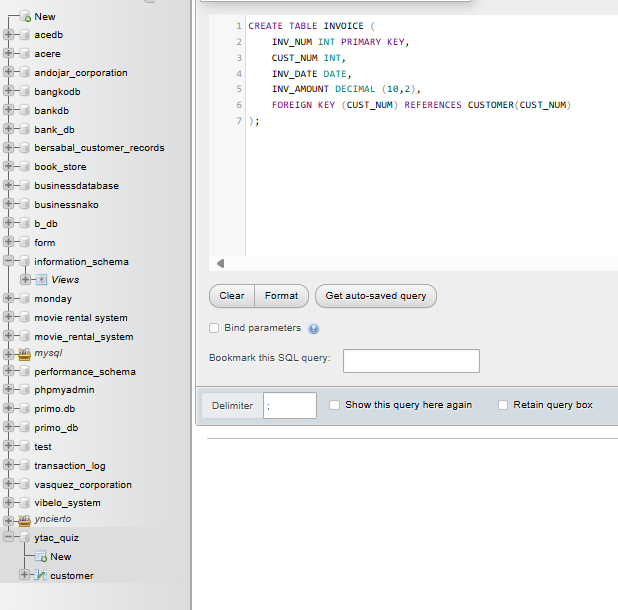 New
acedb
acere
andojar_corporation
bangkodb
bankdb
bank_db
bersabal_customer_records
book_store
businessdatabase
businessnako
b_db
form
information_schema
Views
monday
movie rental system
movie_rental_system
mysql
performance_schema
phpmyadmin
primo.db
primo_db
test
transaction_log
vasquez_corporation
vibelo_system
yncierto
ytac_quiz
New
customer
1 CREATE TABLE INVOICE (
2 INV_NUM INT PRIMARY KEY,
3 CUST_NUM INT,
4 INV_DATE DATE,
5 INV_AMOUNT DECIMAL (10,2),
6 FOREIGN KEY (CUST_NUM) REFERENCES CUSTOMER(CUST_NUM)
7 );
Clear Format Get auto-saved query
Bind parameters
Bookmark this SQL query:
Delimiter ; Show this query here again Retain query box